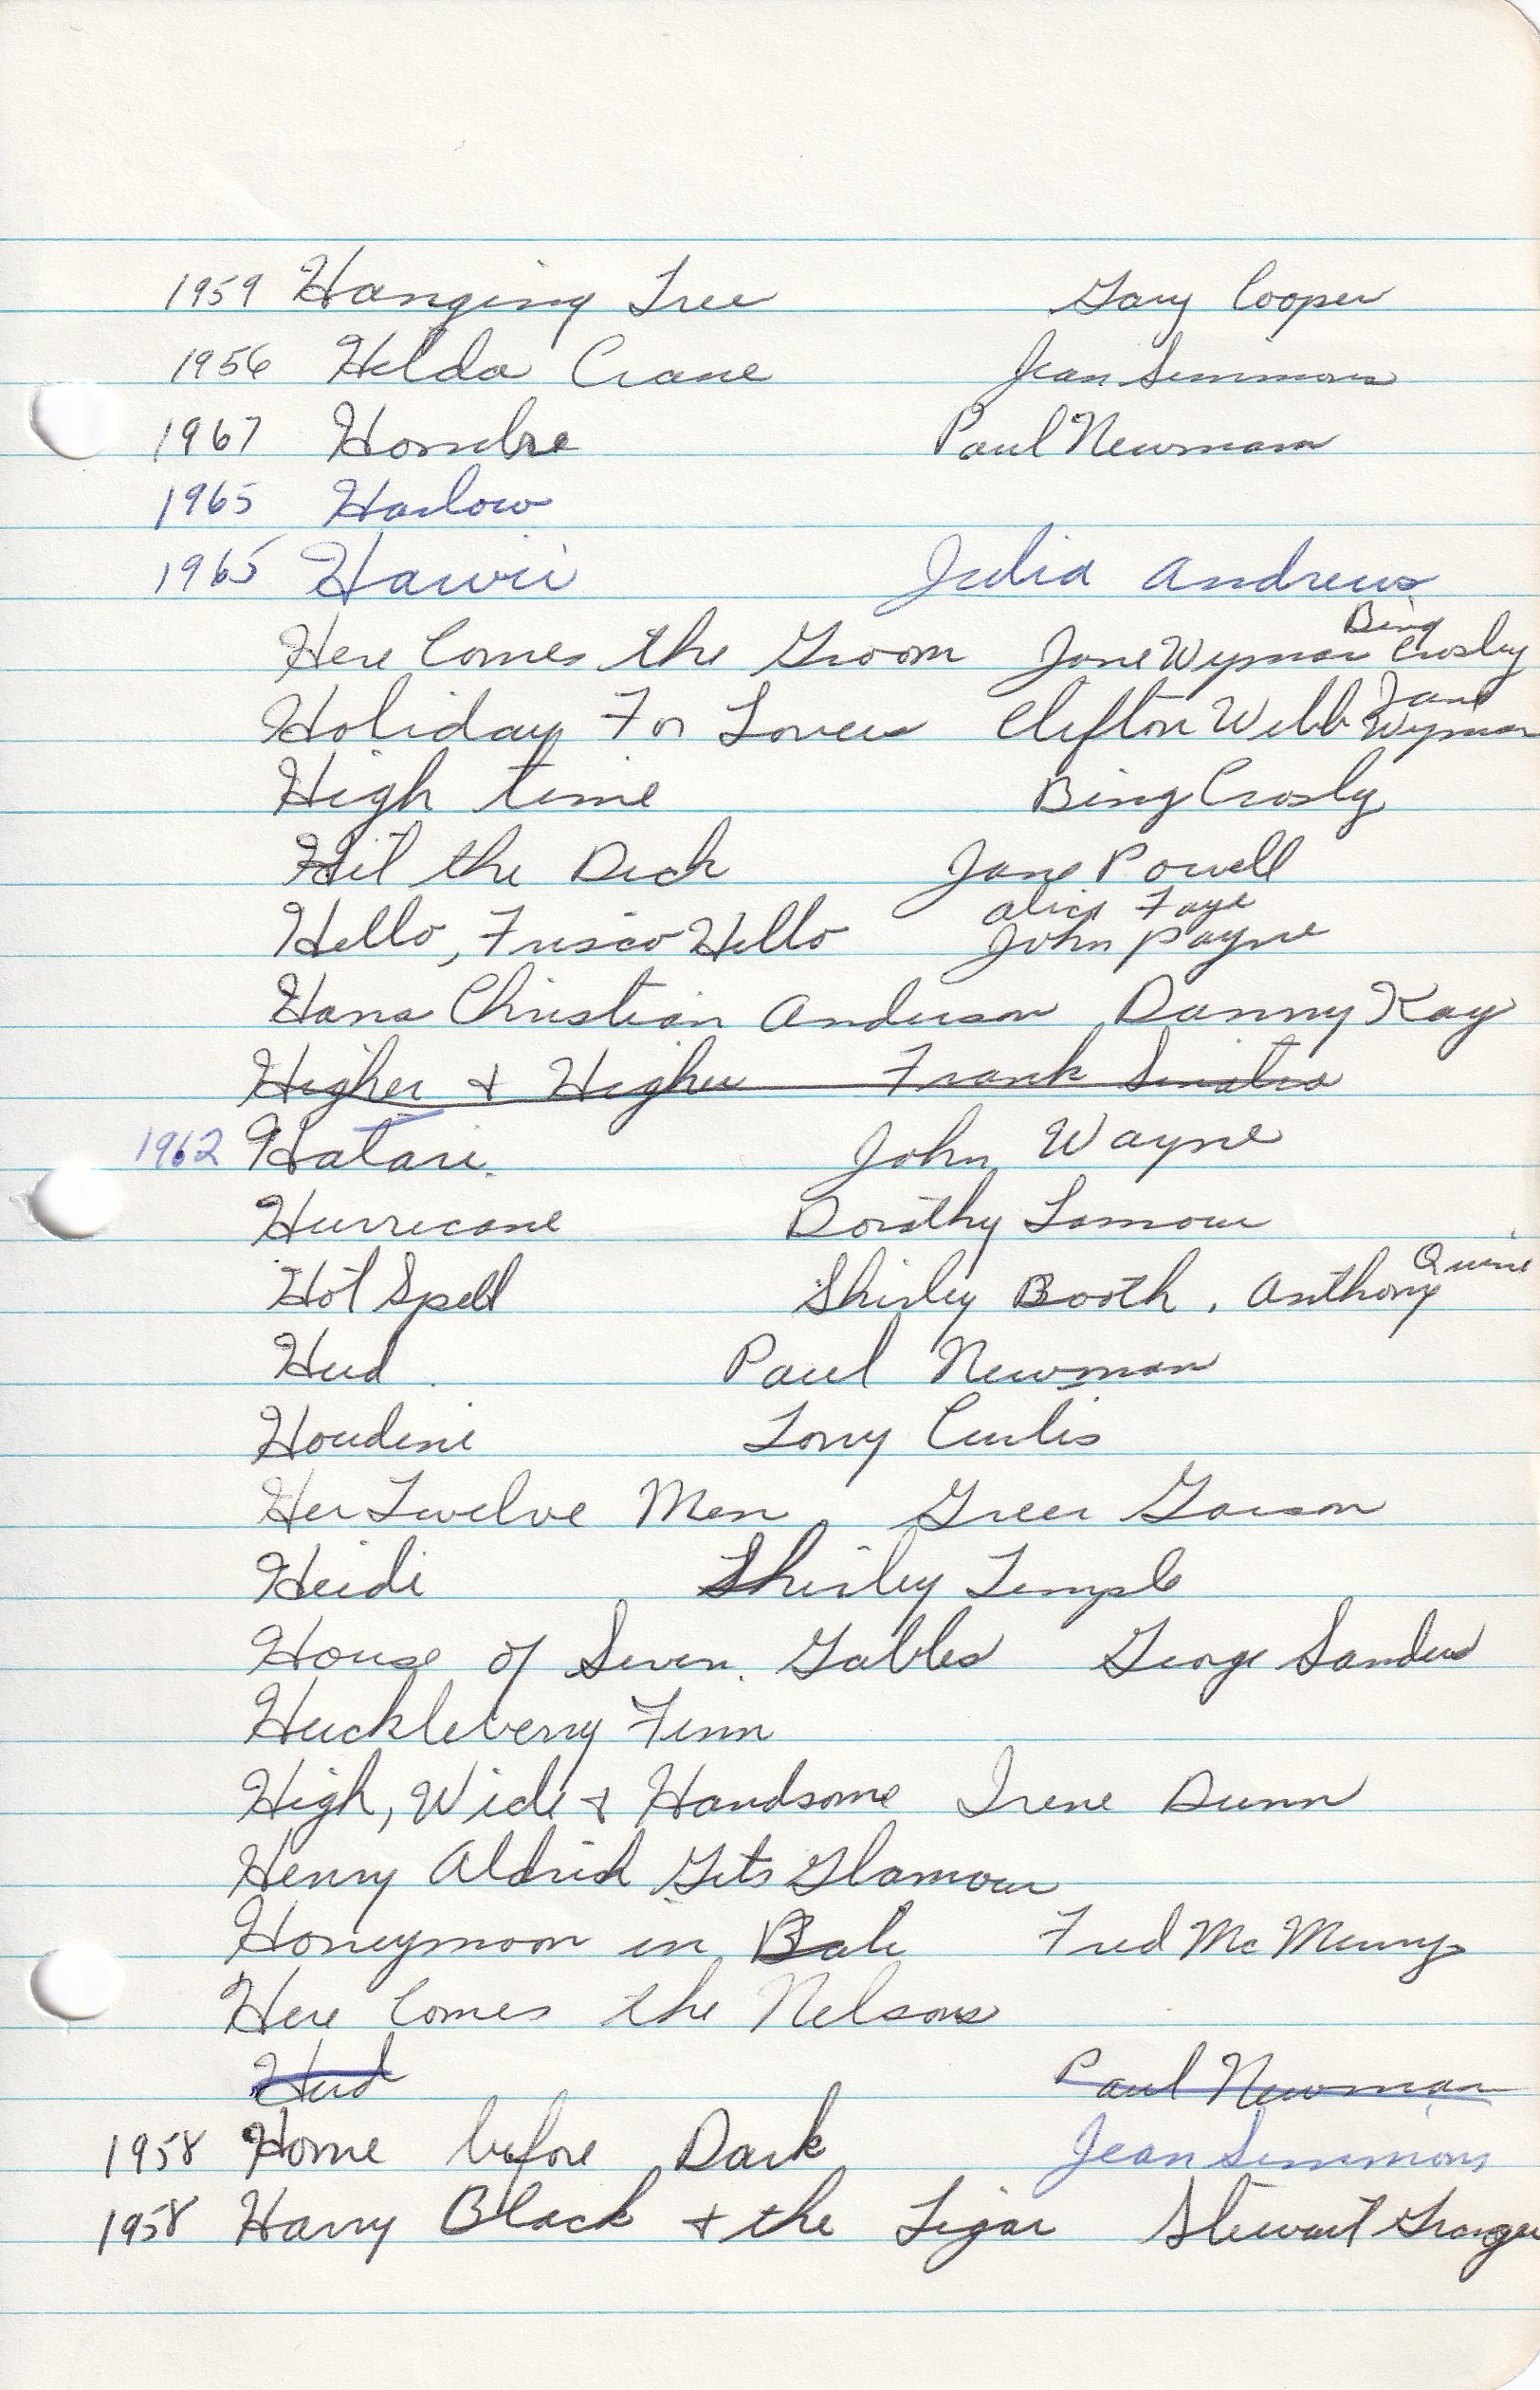 1959 Hanging Tree Gary Cooper
1956 Hilda Crane Jean Simmons
1967 Hombre Paul Newman
1965 Harlow
1965 Hawii Julia Andrews
Here Comes the Groom Jane Wyman Bing Crosby
Holiday For Lovers Clifton Webb Jane Wyman
High time Bing Crosby
Hit the Deck Jane Powell
Hello, Frisco Hello Alice Faye John Payne
Hans Christian Anderson Danny Kay
Higher & Higher Frank Sinatra
1962 Hatari John Wayne
Hurricane Dorothy Lamour
Hot Spell Shirley Booth, Anthony Quinn
Hud Paul Newman
Houdini Tony Curtis
Her Twelve Men Greer Garson
Heidi Shirley Temple
House of Seven Gables George Sanders
Huckleberry Finn
High, Wide & Handsome Irene Dunn
Henry Aldrich Gets Glamour
Honeymoon in Bali Fred McMurry
Here Comes the Nelsons
Hud Paul Newman
1958 Home before Dark Jean Simmons
1958 Harry Black & the Tigar Stewart Granger